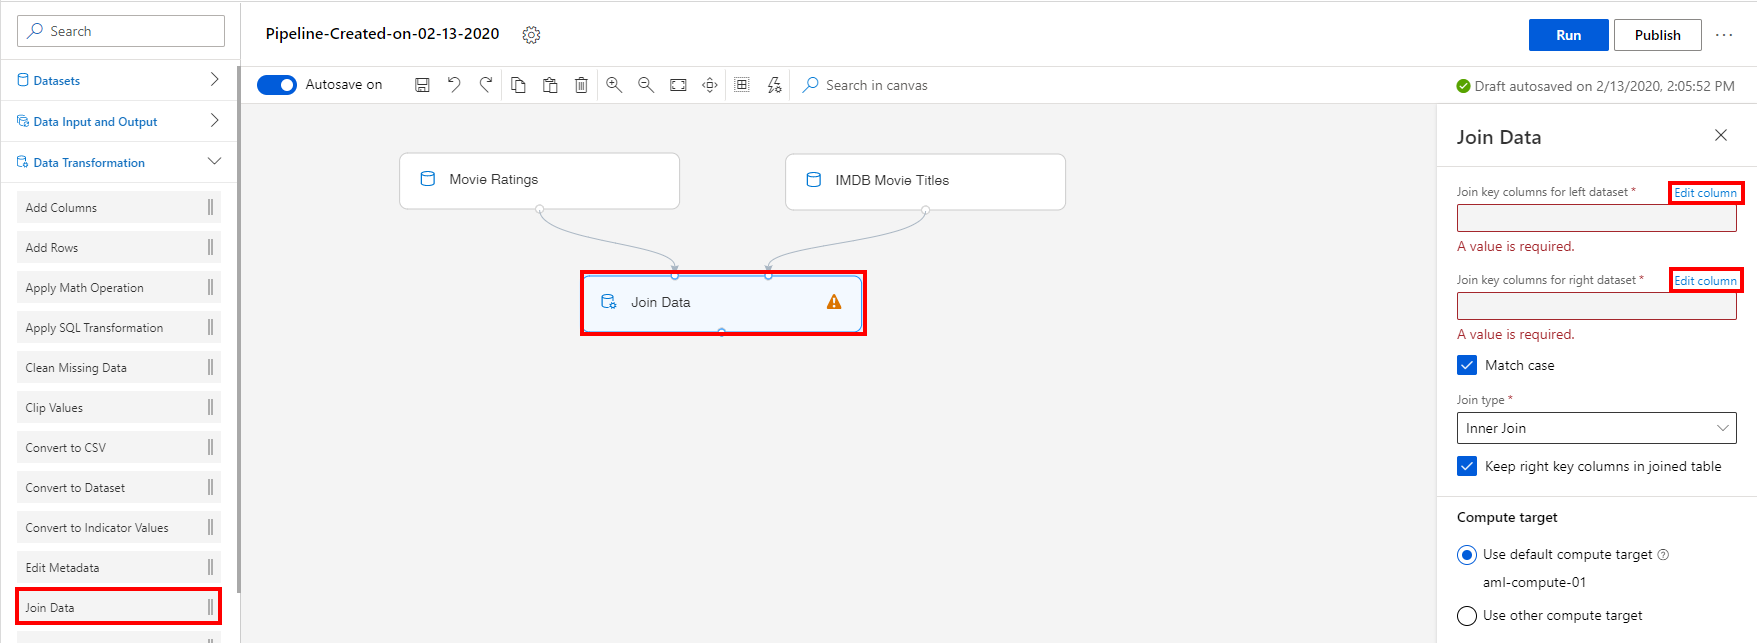 Search
Datasets
Data Input and Output
Data Transformation
Add Columns
Add Rows
Apply Math Operation
Apply SQL Transformation
Clean Missing Data
Clip Values
Convert to CSV
Convert to Dataset
Convert to Indicator Values
Edit Metadata
Join Data
Pipeline-Created-on-02-13-2020
Run
Publish
Autosave on
Search in canvas
Draft autosaved on 2/13/2020, 2:05:52 PM
Movie Ratings
IMDB Movie Titles
Join Data
Join Data
Join key columns for left dataset * Edit column
A value is required.
Join key columns for right dataset * Edit column
A value is required.
Match case
Join type *
Inner Join
Keep right key columns in joined table
Compute target
Use default compute target
aml-compute-01
Use other compute target